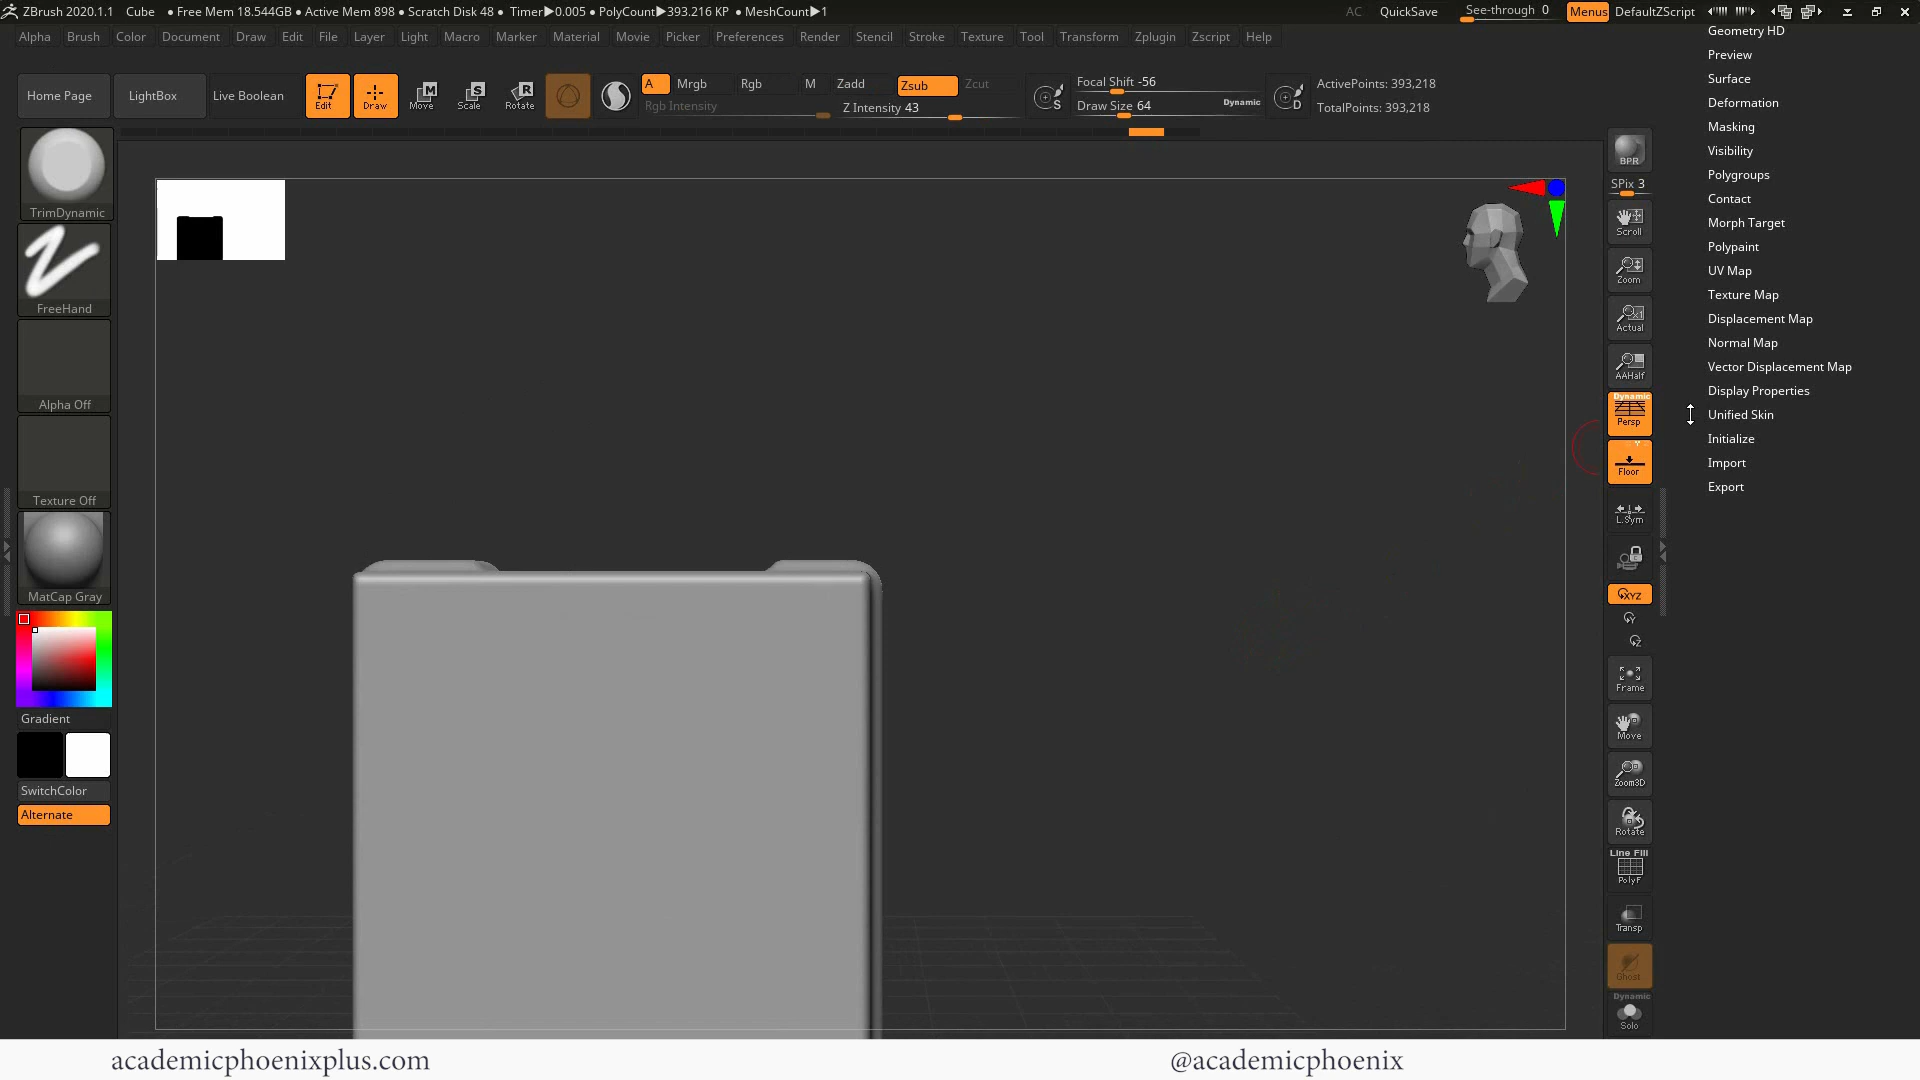 ZBrush 2020.1.1 Cube • Free Mem 18.544GB • Active Mem 898 • Scratch Disk 48 • Timer▶0.005 • PolyCount▶393.216 KP • MeshCount▶1 AC QuickSave See-through 0 Menus DefaultZScript
Alpha Brush Color Document Draw Edit File Layer Light Macro Marker Material Movie Picker Preferences Render Stencil Stroke Texture Tool Transform Zplugin Zscript Help
Home Page LightBox Live Boolean Edit Draw Move Scale Rotate
A Mrgb Rgb M Zadd Zsub Zcut
Rgb Intensity Z Intensity 43
Focal Shift -56
Draw Size 64 Dynamic
ActivePoints: 393,218
TotalPoints: 393,218
TrimDynamic
FreeHand
Alpha Off
Texture Off
MatCap Gray
Gradient
SwitchColor
Alternate
BPR
SPix 3
Scroll
Zoom
Actual
AAHalf
Dynamic
Persp
Floor
L.Sym
XYZ
Y
Z
Frame
Move
Zoom3D
Rotate
Line Fill
PolyF
Transp
Ghost
Dynamic
Solo
Geometry HD
Preview
Surface
Deformation
Masking
Visibility
Polygroups
Contact
Morph Target
Polypaint
UV Map
Texture Map
Displacement Map
Normal Map
Vector Displacement Map
Display Properties
Unified Skin
Initialize
Import
Export
academicphoenixplus.com
@academicphoenix